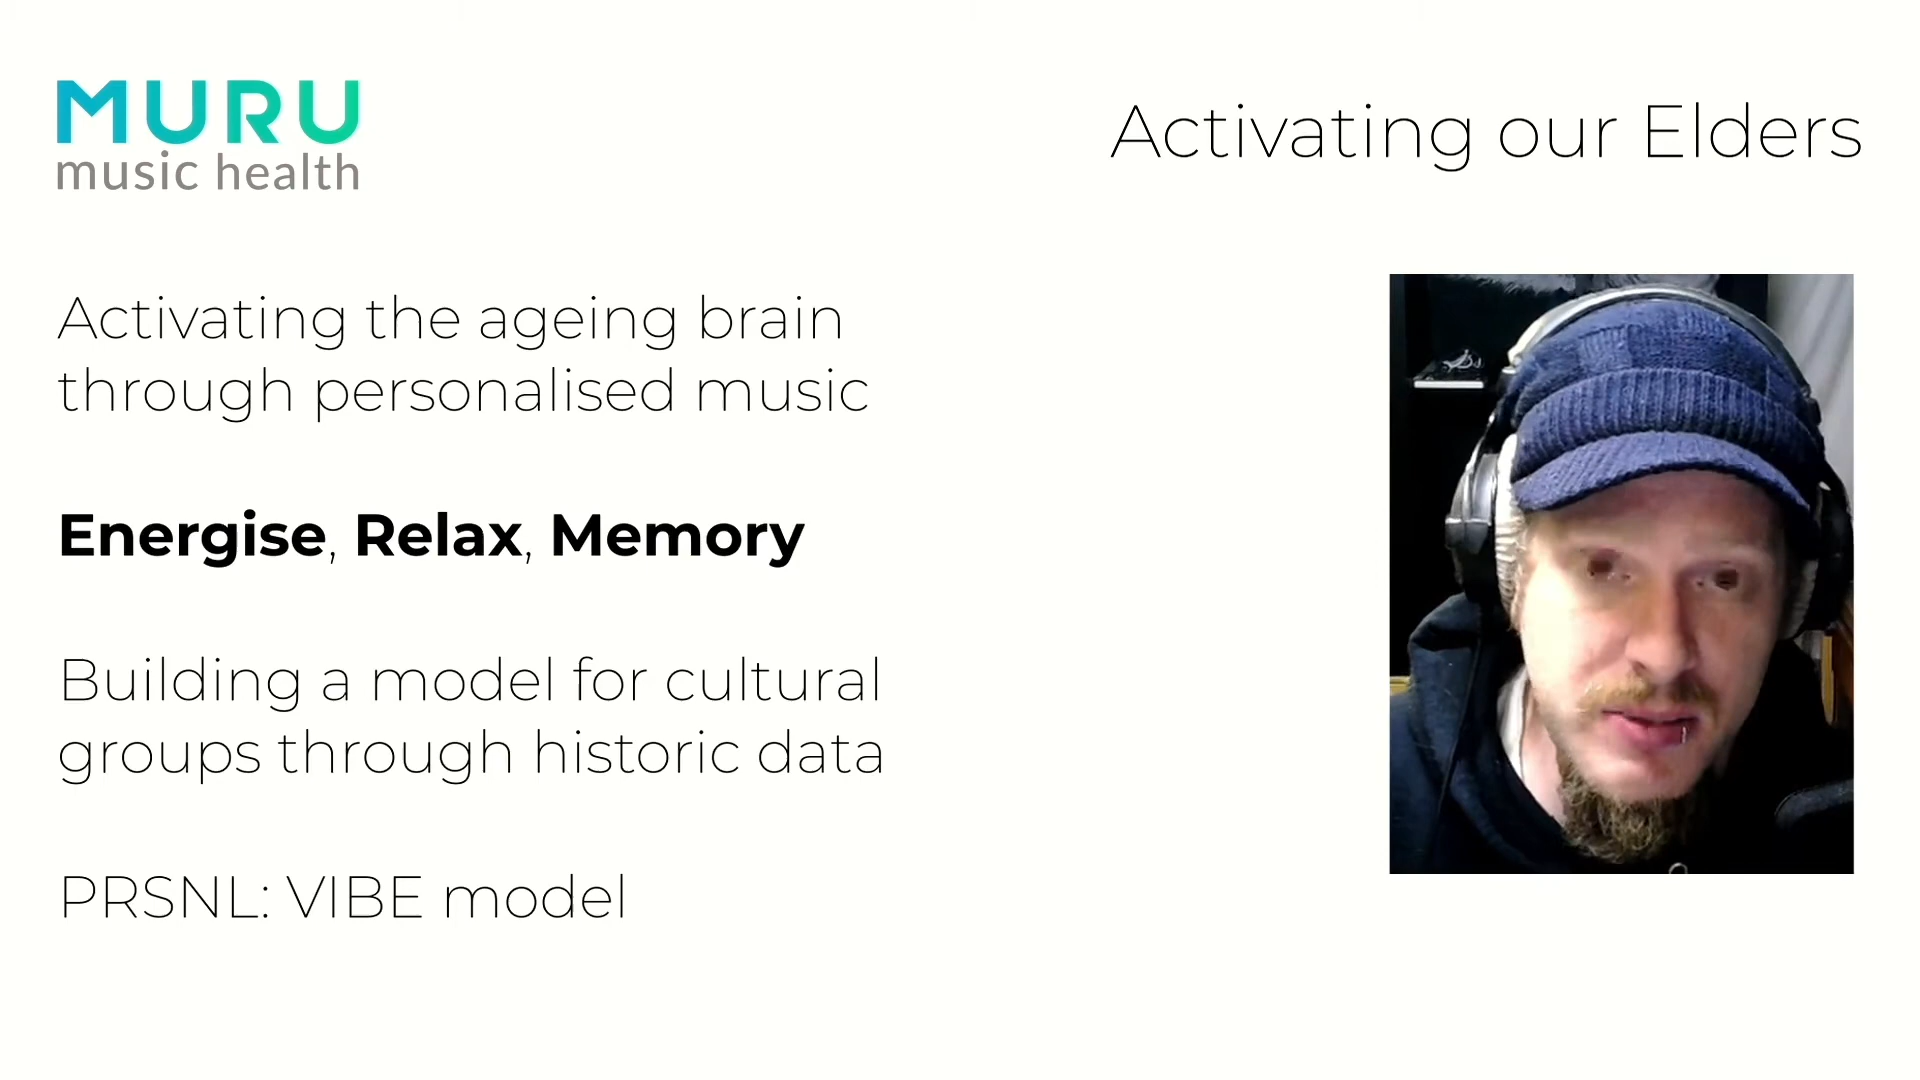 MURU
music health
Activating our Elders
Activating the ageing brain
through personalised music
Energise, Relax, Memory
Building a model for cultural
groups through historic data
PRSNL: VIBE model